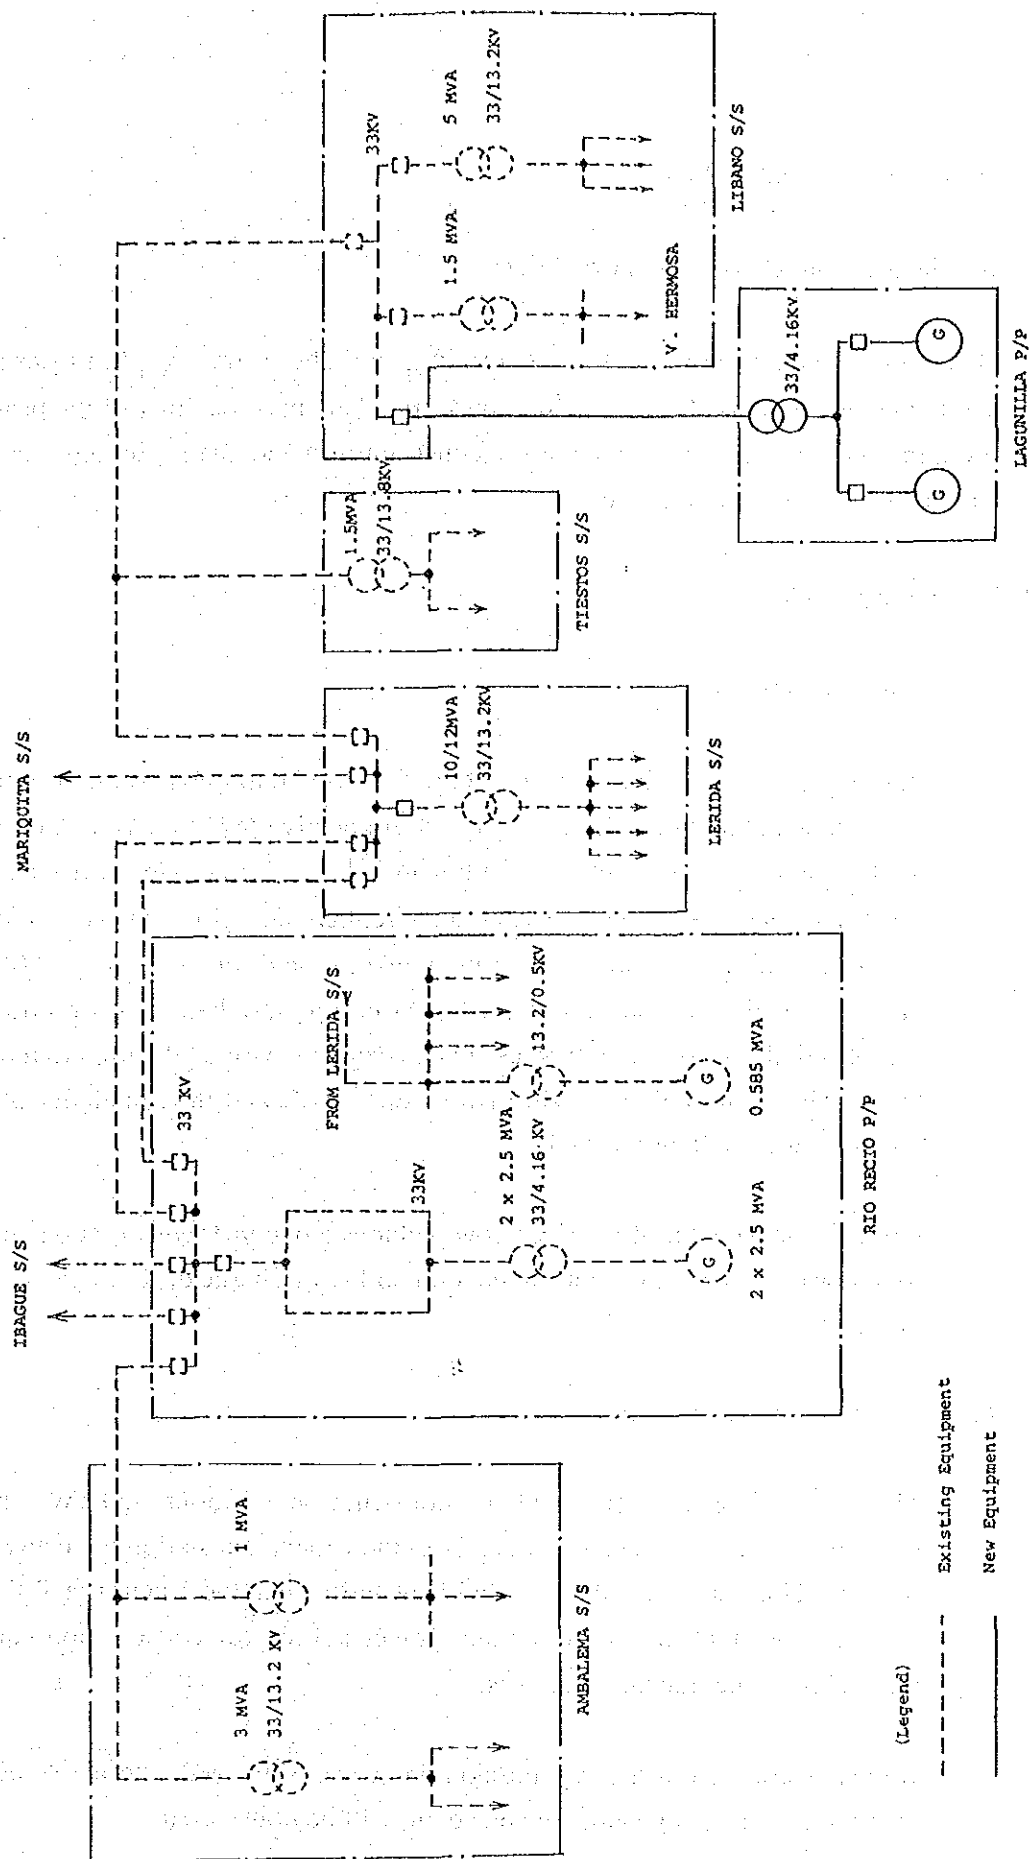 MARIQUITA S/S
IBAGUE S/S
3 MVA
33/13.2 KV
1 MVA
AMBALEMA S/S
33 KV
33KV
2 x 2.5 MVA
33/4.16 KV
G
2 x 2.5 MVA
FROM LERIDA S/S
13.2/0.5KV
G
0.585 MVA
RIO RECIO P/P
10/12MVA
33/13.2KV
LERIDA S/S
1.5MVA
33/13.8KV
TIESTOS S/S
33KV
1.5 MVA
5 MVA
33/13.2KV
V. HERMOSA
LIBANO S/S
33/4.16KV
G
G
LAGUNILLA P/P
(Legend)
Existing Equipment
New Equipment